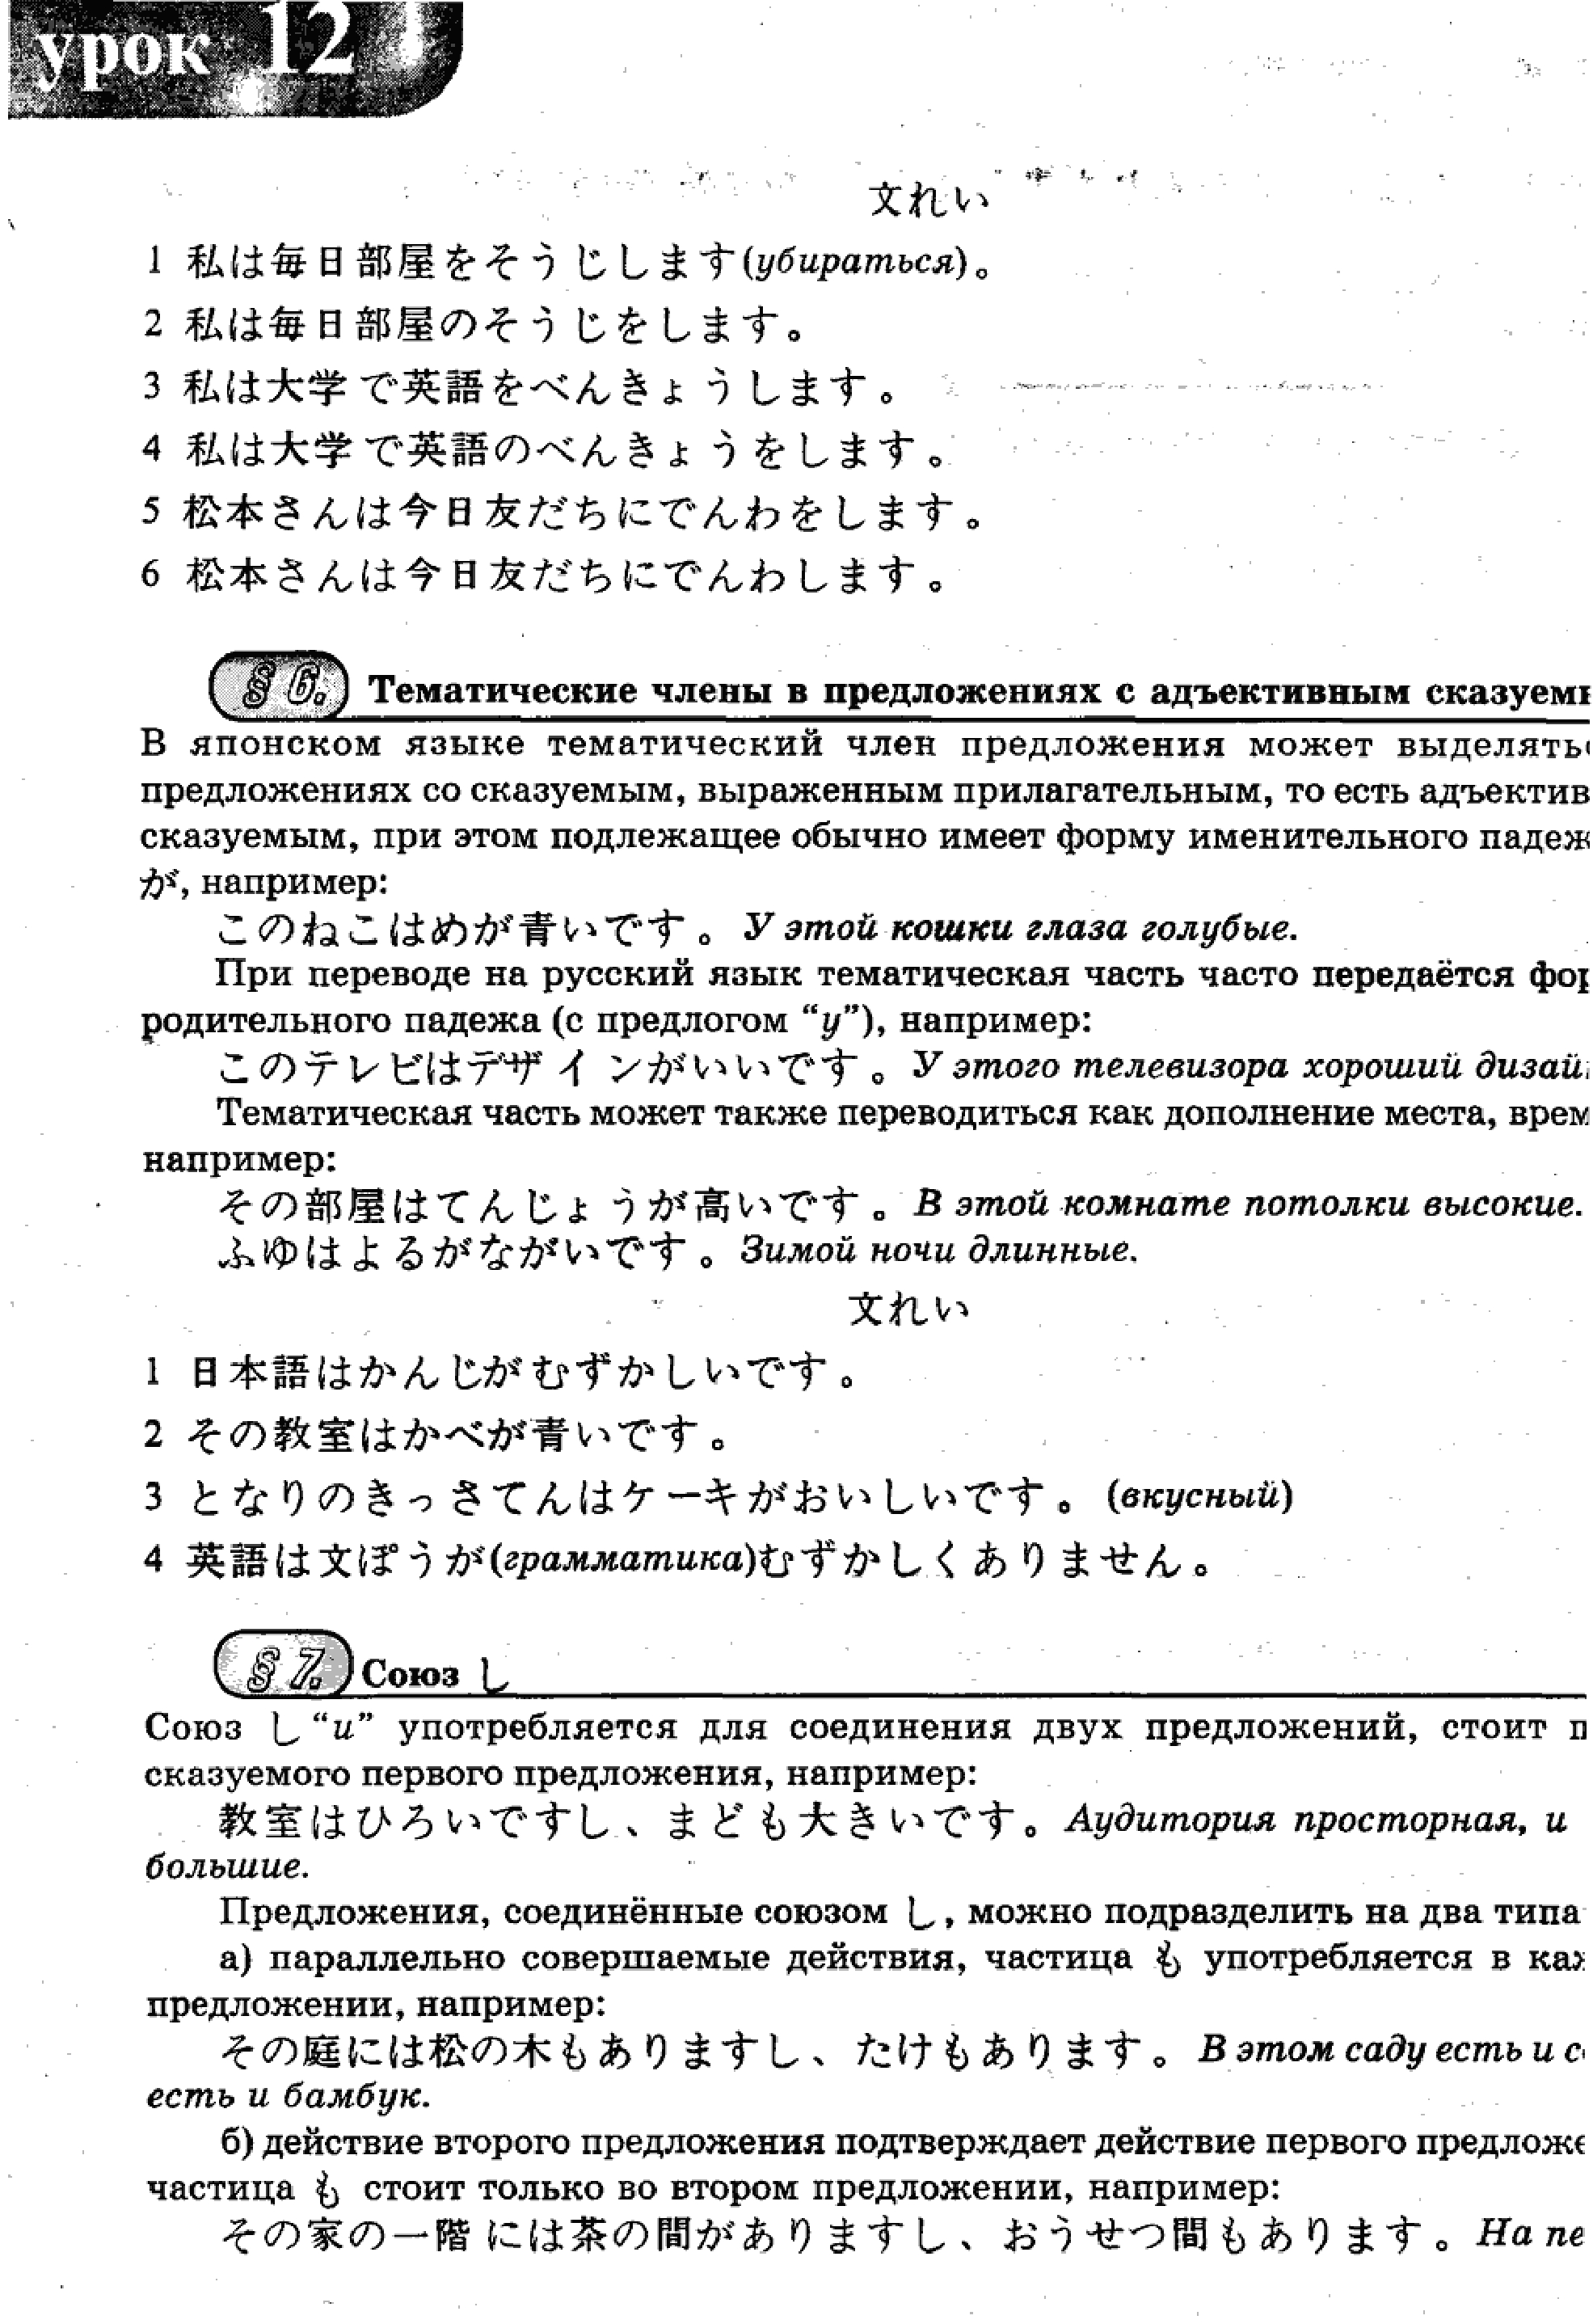 урок 12
文れい
1 私は毎日部屋をそうじします(убираться)。
2 私は毎日部屋のそうじをします。
3 私は大学で英語をべんきょうします。
4 私は大学で英語のべんきょうをします。
5 松本さんは今日友だちにでんわをします。
6 松本さんは今日友だちにでんわします。
§ 6. Тематические члены в предложениях с адъективным сказуем
В японском языке тематический член предложения может выделять
предложениях со сказуемым, выраженным прилагательным, то есть адъектив
сказуемым, при этом подлежащее обычно имеет форму именительного падеж
が, например:
このねこはめが青いです。У этой кошки глаза голубые.
При переводе на русский язык тематическая часть часто передаётся фор
родительного падежа (с предлогом “у”), например:
このテレビはデザインがいいです。У этого телевизора хороший дизай
Тематическая часть может также переводиться как дополнение места, врем
например:
その部屋はてんじょうが高いです。В этой комнате потолки высокие.
ふゆはよるがながいです。Зимой ночи длинные.
文れい
1 日本語はかんじがむずかしいです。
2 その教室はかべが青いです。
3 となりのきっさてんはケーキがおいしいです。(вкусный)
4 英語は文ぽうが(грамматика)むずかしくありません。
§ 7. Союз し
Союз し “и” употребляется для соединения двух предложений, стоит п
сказуемого первого предложения, например:
教室はひろいですし、まども大きいです。Аудитория просторная, и
большие.
Предложения, соединённые союзом し, можно подразделить на два типа
а) параллельно совершаемые действия, частица も употребляется в каж
предложении, например:
その庭には松の木もありますし、たけもあります。В этом саду есть и с
есть и бамбук.
б) действие второго предложения подтверждает действие первого предложе
частица も стоит только во втором предложении, например:
その家の一階には茶の間がありますし、おうせつ間もあります。На пе